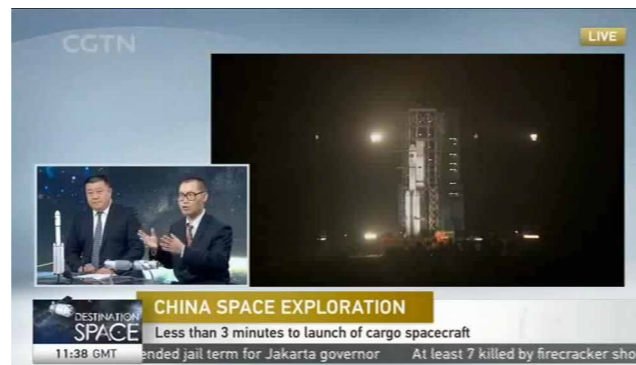 CGTN
LIVE
CHINA SPACE EXPLORATION
DESTINATION
SPACE
Less than 3 minutes to launch of cargo spacecraft
11:38 GMT
ended jail term for Jakarta governor At least 7 killed by firecracker sho